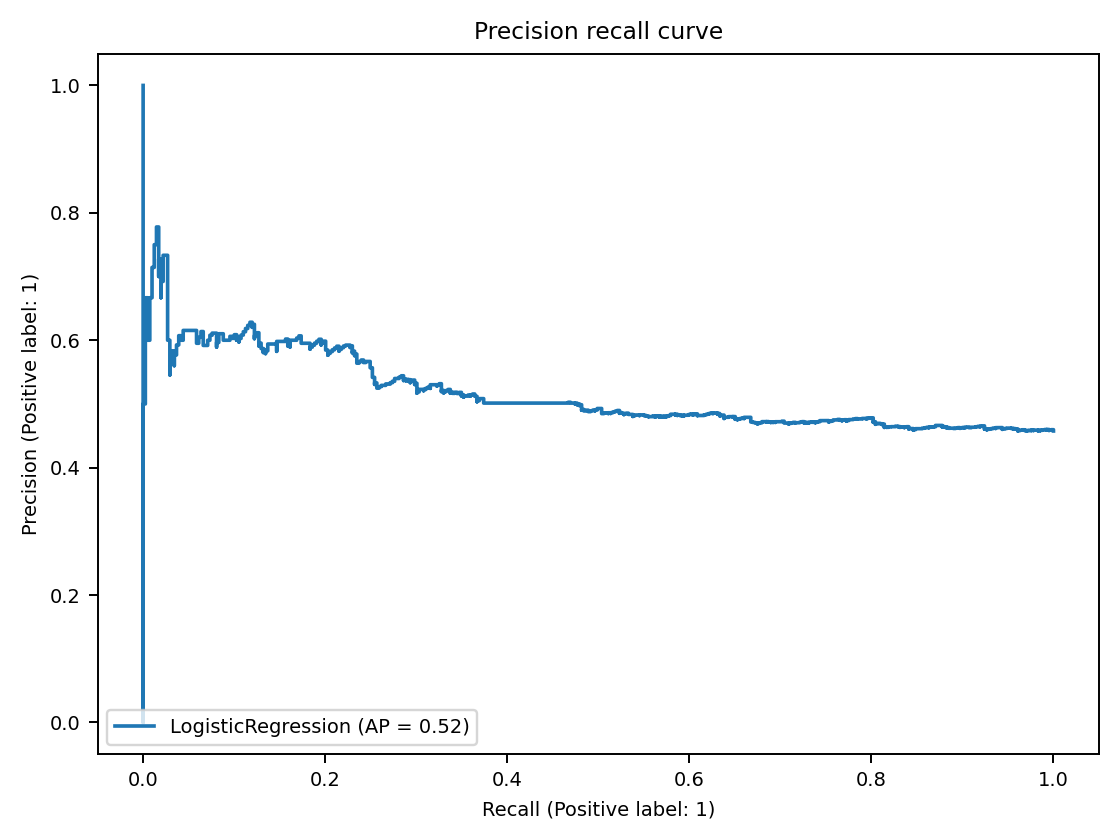 Precision recall curve
Precision (Positive label: 1)
1.0
0.8
0.6
0.4
0.2
0.0
LogisticRegression (AP = 0.52)
0.0 0.2 0.4 0.6 0.8 1.0
Recall (Positive label: 1)